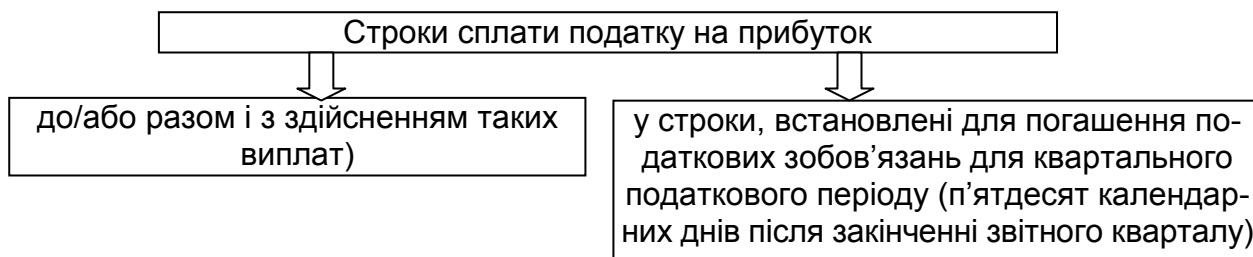 Строки сплати податку на прибуток
до/або разом і з здійсненням таких
виплат)
у строки, встановлені для погашення по-
даткових зобов’язань для квартального
податкового періоду (п’ятдесят календар-
них днів після закінченні звітного кварталу)